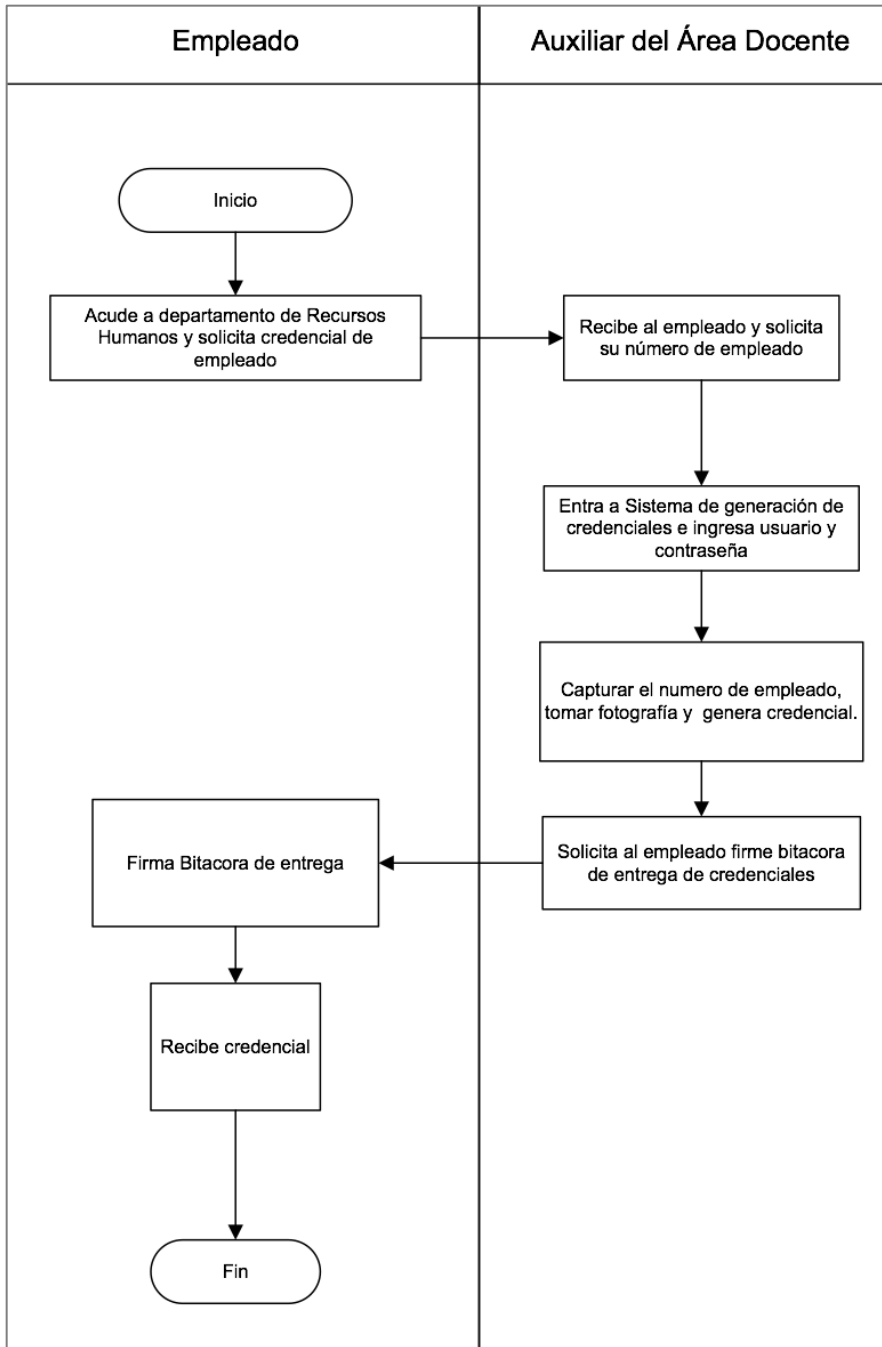 Empleado
Auxiliar del Área Docente
Inicio
Acude a departamento de Recursos
Humanos y solicita credencial de
empleado
Recibe al empleado y solicita
su número de empleado
Entra a Sistema de generación de
credenciales e ingresa usuario y
contraseña
Capturar el numero de empleado,
tomar fotografía y genera credencial.
Solicita al empleado firme bitacora
de entrega de credenciales
Firma Bitacora de entrega
Recibe credencial
Fin